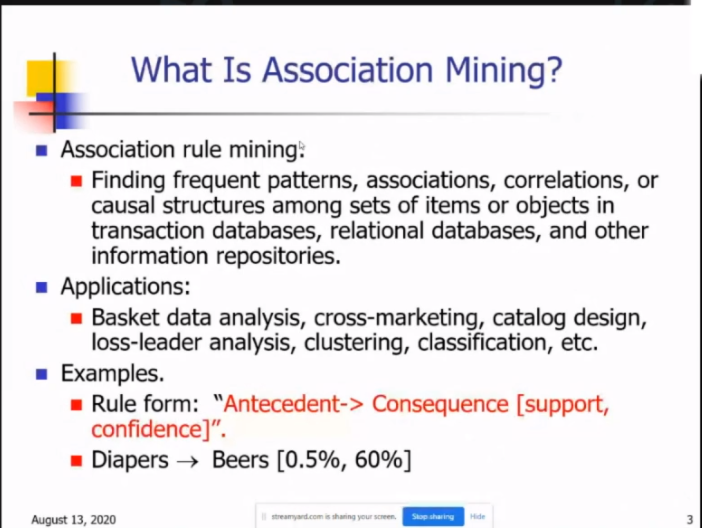 What Is Association Mining?
Association rule mining:
Finding frequent patterns, associations, correlations, or
causal structures among sets of items or objects in
transaction databases, relational databases, and other
information repositories.
Applications:
Basket data analysis, cross-marketing, catalog design,
loss-leader analysis, clustering, classification, etc.
Examples.
Rule form: “Antecedent-> Consequence [support,
confidence]”.
Diapers → Beers [0.5%, 60%]
August 13, 2020
streamyard.com is sharing your screen. Stop sharing Hide
3